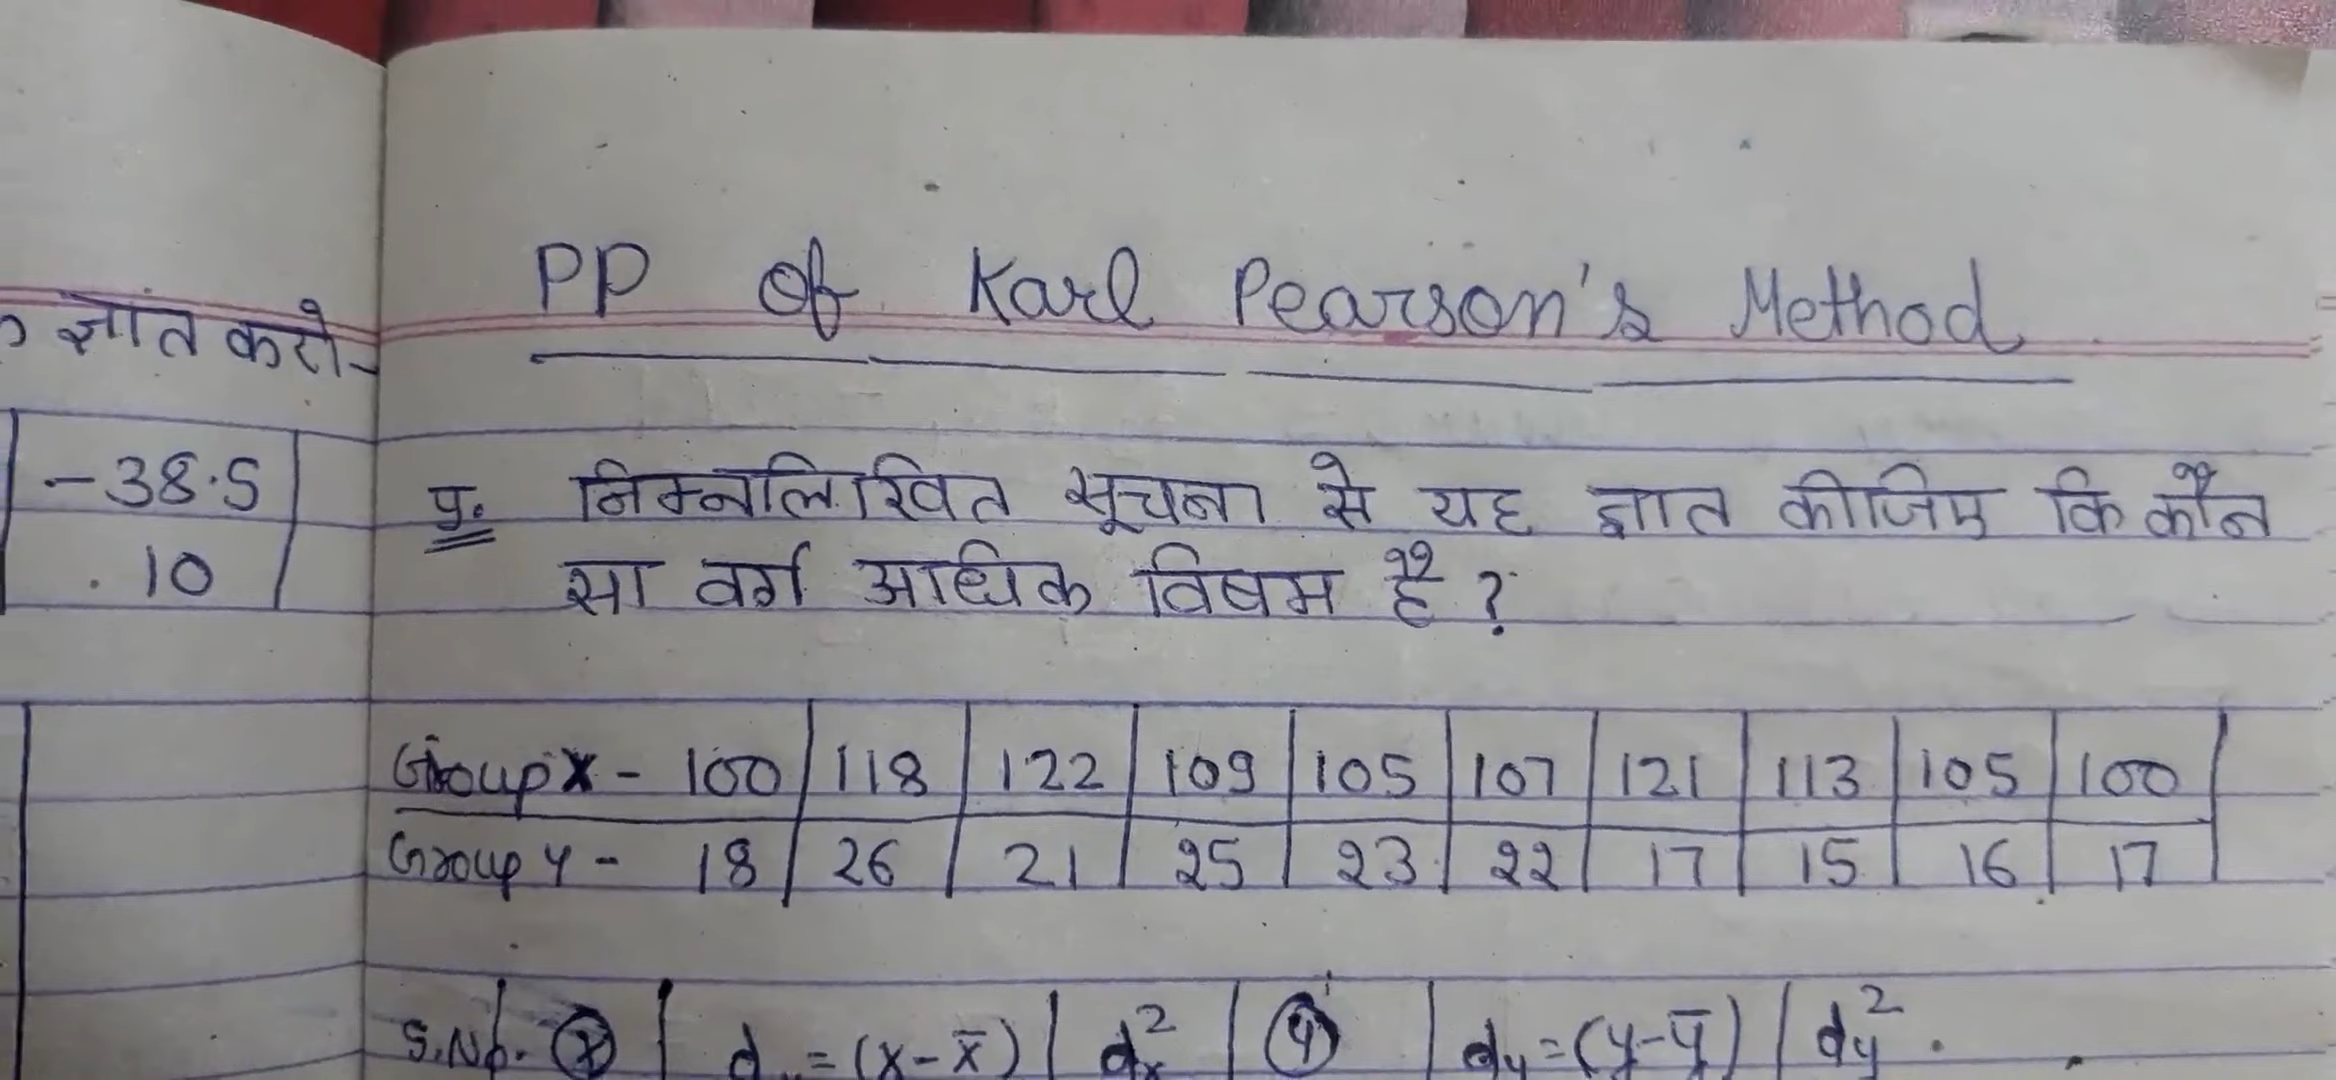 ज्ञात करो-
-38.5
10
PP of Karl Pearson's Method
प्र. निम्नलिखित सूचना से यह ज्ञात कीजिए कि कौन
सा वर्ग अधिक विषम है?
Group X - 100 118 122 109 105 107 121 113 105 100
Group Y - 18 26 21 25 23 22 17 15 16 17
S.No. (X) d = (x-x̄) dx² (y) dy = (y-ȳ) dy²